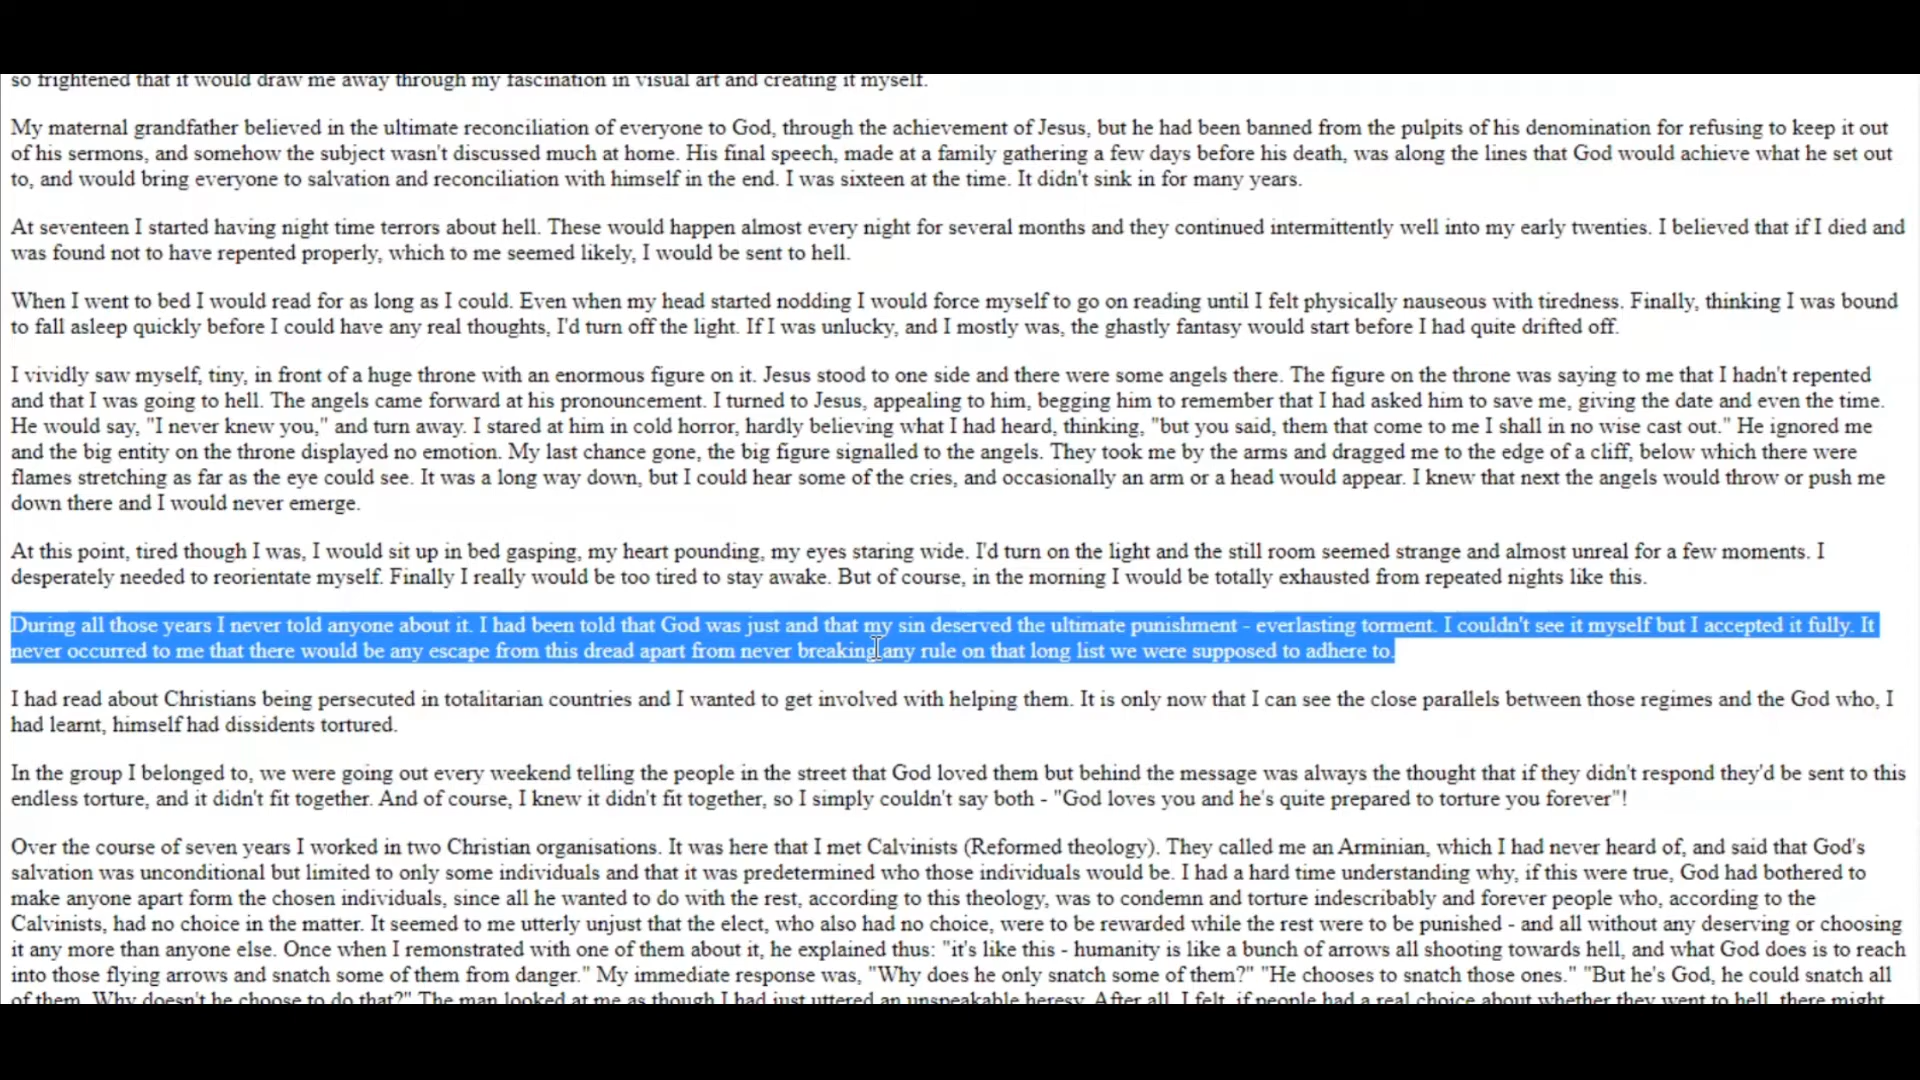 so frightened that it would draw me away through my fascination in visual art and creating it myself.
My maternal grandfather believed in the ultimate reconciliation of everyone to God, through the achievement of Jesus, but he had been banned from the pulpits of his denomination for refusing to keep it out
of his sermons, and somehow the subject wasn't discussed much at home. His final speech, made at a family gathering a few days before his death, was along the lines that God would achieve what he set out
to, and would bring everyone to salvation and reconciliation with himself in the end. I was sixteen at the time. It didn't sink in for many years.
At seventeen I started having night time terrors about hell. These would happen almost every night for several months and they continued intermittently well into my early twenties. I believed that if I died and
was found not to have repented properly, which to me seemed likely, I would be sent to hell.
When I went to bed I would read for as long as I could. Even when my head started nodding I would force myself to go on reading until I felt physically nauseous with tiredness. Finally, thinking I was bound
to fall asleep quickly before I could have any real thoughts, I'd turn off the light. If I was unlucky, and I mostly was, the ghastly fantasy would start before I had quite drifted off.
I vividly saw myself, tiny, in front of a huge throne with an enormous figure on it. Jesus stood to one side and there were some angels there. The figure on the throne was saying to me that I hadn't repented
and that I was going to hell. The angels came forward at his pronouncement. I turned to Jesus, appealing to him, begging him to remember that I had asked him to save me, giving the date and even the time.
He would say, "I never knew you," and turn away. I stared at him in cold horror, hardly believing what I had heard, thinking, "but you said, them that come to me I shall in no wise cast out." He ignored me
and the big entity on the throne displayed no emotion. My last chance gone, the big figure signalled to the angels. They took me by the arms and dragged me to the edge of a cliff, below which there were
flames stretching as far as the eye could see. It was a long way down, but I could hear some of the cries, and occasionally an arm or a head would appear. I knew that next the angels would throw or push me
down there and I would never emerge.
At this point, tired though I was, I would sit up in bed gasping, my heart pounding, my eyes staring wide. I'd turn on the light and the still room seemed strange and almost unreal for a few moments. I
desperately needed to reorientate myself. Finally I really would be too tired to stay awake. But of course, in the morning I would be totally exhausted from repeated nights like this.
During all those years I never told anyone about it. I had been told that God was just and that my sin deserved the ultimate punishment - everlasting torment. I couldn't see it myself but I accepted it fully. It
never occurred to me that there would be any escape from this dread apart from never breaking any rule on that long list we were supposed to adhere to.
I had read about Christians being persecuted in totalitarian countries and I wanted to get involved with helping them. It is only now that I can see the close parallels between those regimes and the God who, I
had learnt, himself had dissidents tortured.
In the group I belonged to, we were going out every weekend telling the people in the street that God loved them but behind the message was always the thought that if they didn't respond they'd be sent to this
endless torture, and it didn't fit together. And of course, I knew it didn't fit together, so I simply couldn't say both - "God loves you and he's quite prepared to torture you forever"!
Over the course of seven years I worked in two Christian organisations. It was here that I met Calvinists (Reformed theology). They called me an Arminian, which I had never heard of, and said that God's
salvation was unconditional but limited to only some individuals and that it was predetermined who those individuals would be. I had a hard time understanding why, if this were true, God had bothered to
make anyone apart form the chosen individuals, since all he wanted to do with the rest, according to this theology, was to condemn and torture indescribably and forever people who, according to the
Calvinists, had no choice in the matter. It seemed to me utterly unjust that the elect, who also had no choice, were to be rewarded while the rest were to be punished - and all without any deserving or choosing
it any more than anyone else. Once when I remonstrated with one of them about it, he explained thus: "it's like this - humanity is like a bunch of arrows all shooting towards hell, and what God does is to reach
into those flying arrows and snatch some of them from danger." My immediate response was, "Why does he only snatch some of them?" "He chooses to snatch those ones." "But he's God, he could snatch all
of them. Why doesn't he choose to do that?" The man looked at me as though I had just uttered an unspeakable heresy. After all, I felt, if people had a real choice about whether they went to hell, there might